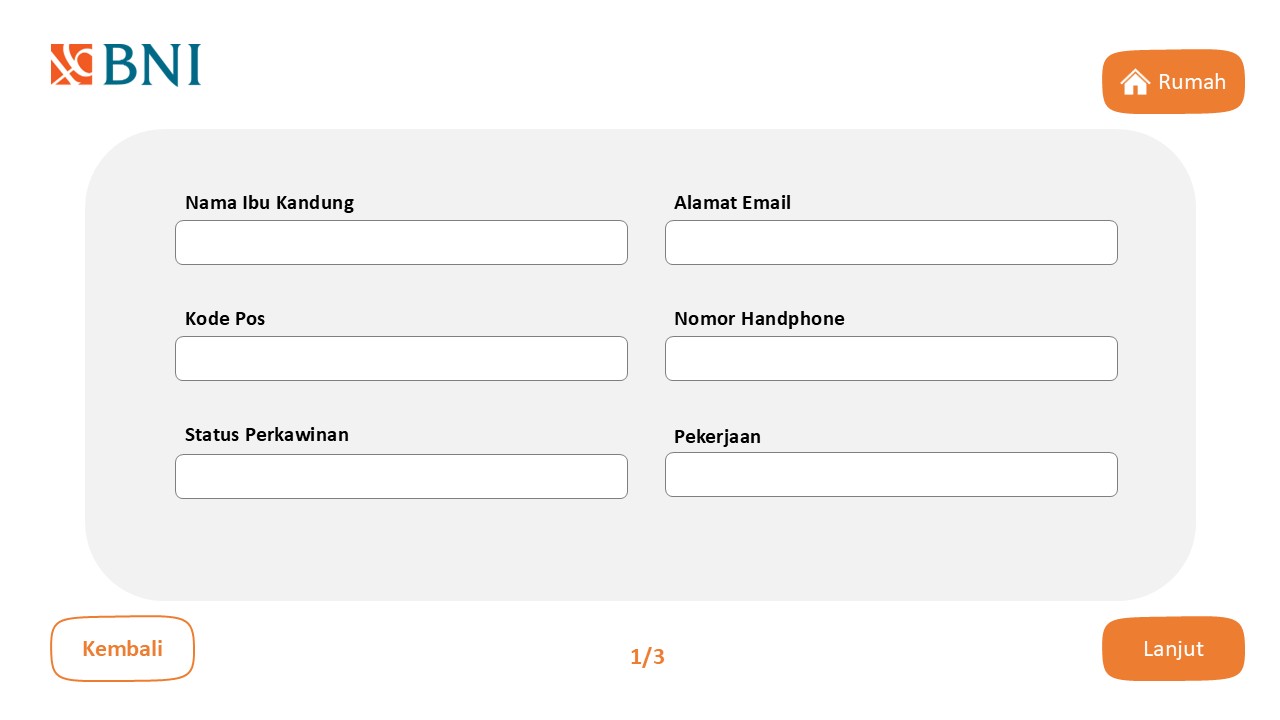 BNI
Rumah
Nama Ibu Kandung
Alamat Email
Kode Pos
Nomor Handphone
Status Perkawinan
Pekerjaan
Kembali
1/3
Lanjut